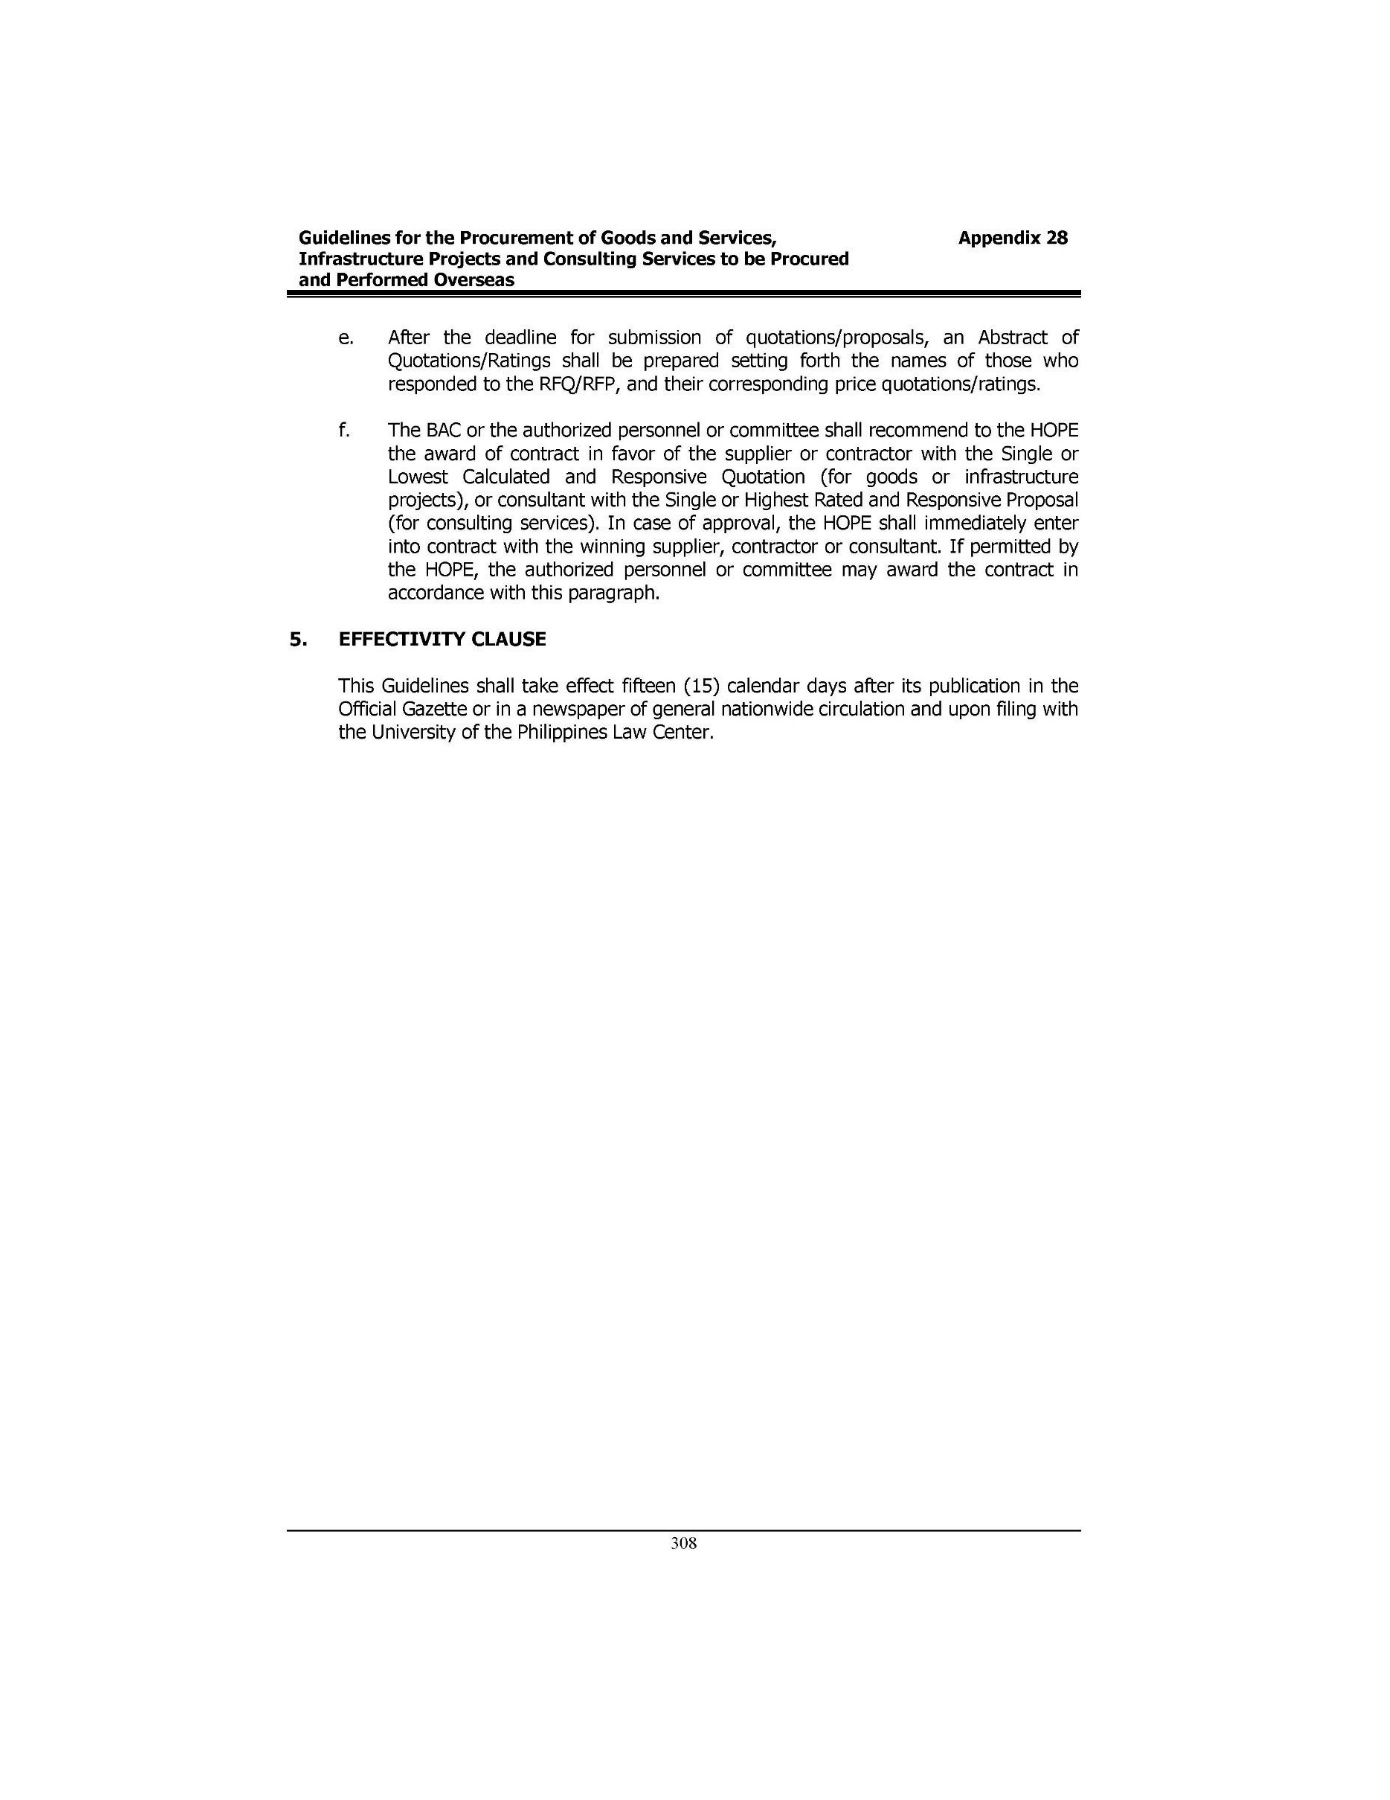 Guidelines for the Procurement of Goods and Services, Appendix 28
Infrastructure Projects and Consulting Services to be Procured
and Performed Overseas
e. After the deadline for submission of quotations/proposals, an Abstract of
Quotations/Ratings shall be prepared setting forth the names of those who
responded to the RFQ/RFP, and their corresponding price quotations/ratings.
f. The BAC or the authorized personnel or committee shall recommend to the HOPE
the award of contract in favor of the supplier or contractor with the Single or
Lowest Calculated and Responsive Quotation (for goods or infrastructure
projects), or consultant with the Single or Highest Rated and Responsive Proposal
(for consulting services). In case of approval, the HOPE shall immediately enter
into contract with the winning supplier, contractor or consultant. If permitted by
the HOPE, the authorized personnel or committee may award the contract in
accordance with this paragraph.
5. EFFECTIVITY CLAUSE
This Guidelines shall take effect fifteen (15) calendar days after its publication in the
Official Gazette or in a newspaper of general nationwide circulation and upon filing with
the University of the Philippines Law Center.
308